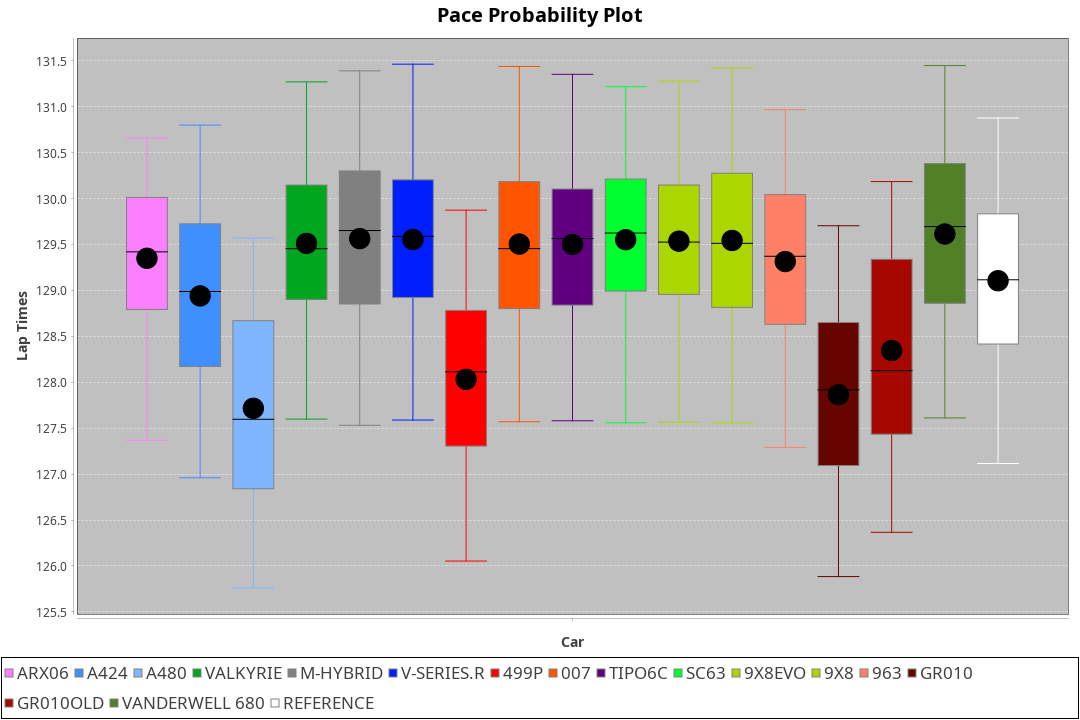 Pace Probability Plot
131.5
131.0
130.5
130.0
129.5
129.0
128.5
128.0
127.5
127.0
126.5
126.0
125.5
Lap Times
Car
ARX06 A424 A480 VALKYRIE M-HYBRID V-SERIES.R 499P 007 TIPO6C SC63 9X8EVO 9X8 963 GR010
GR010OLD VANDERWELL 680 REFERENCE